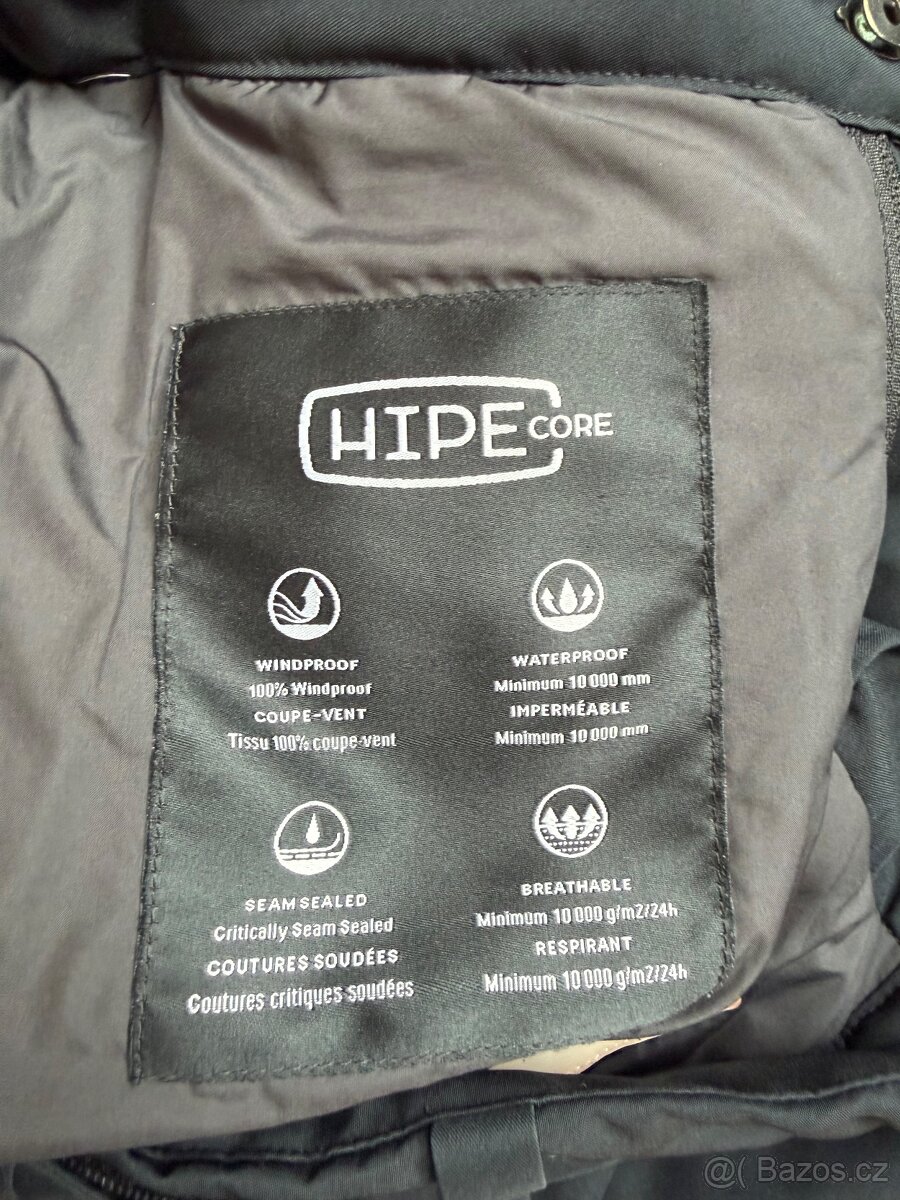 HIPE CORE
WINDPROOF
100% Windproof
COUPE-VENT
Tissu 100% coupe-vent
WATERPROOF
Minimum 10 000 mm
IMPERMÉABLE
Minimum 10 000 mm
SEAM SEALED
Critically Seam Sealed
COUTURES SOUDÉES
Coutures critiques soudées
BREATHABLE
Minimum 10 000 g/m2/24h
RESPIRANT
Minimum 10 000 g/m2/24h
@( Bazos.cz